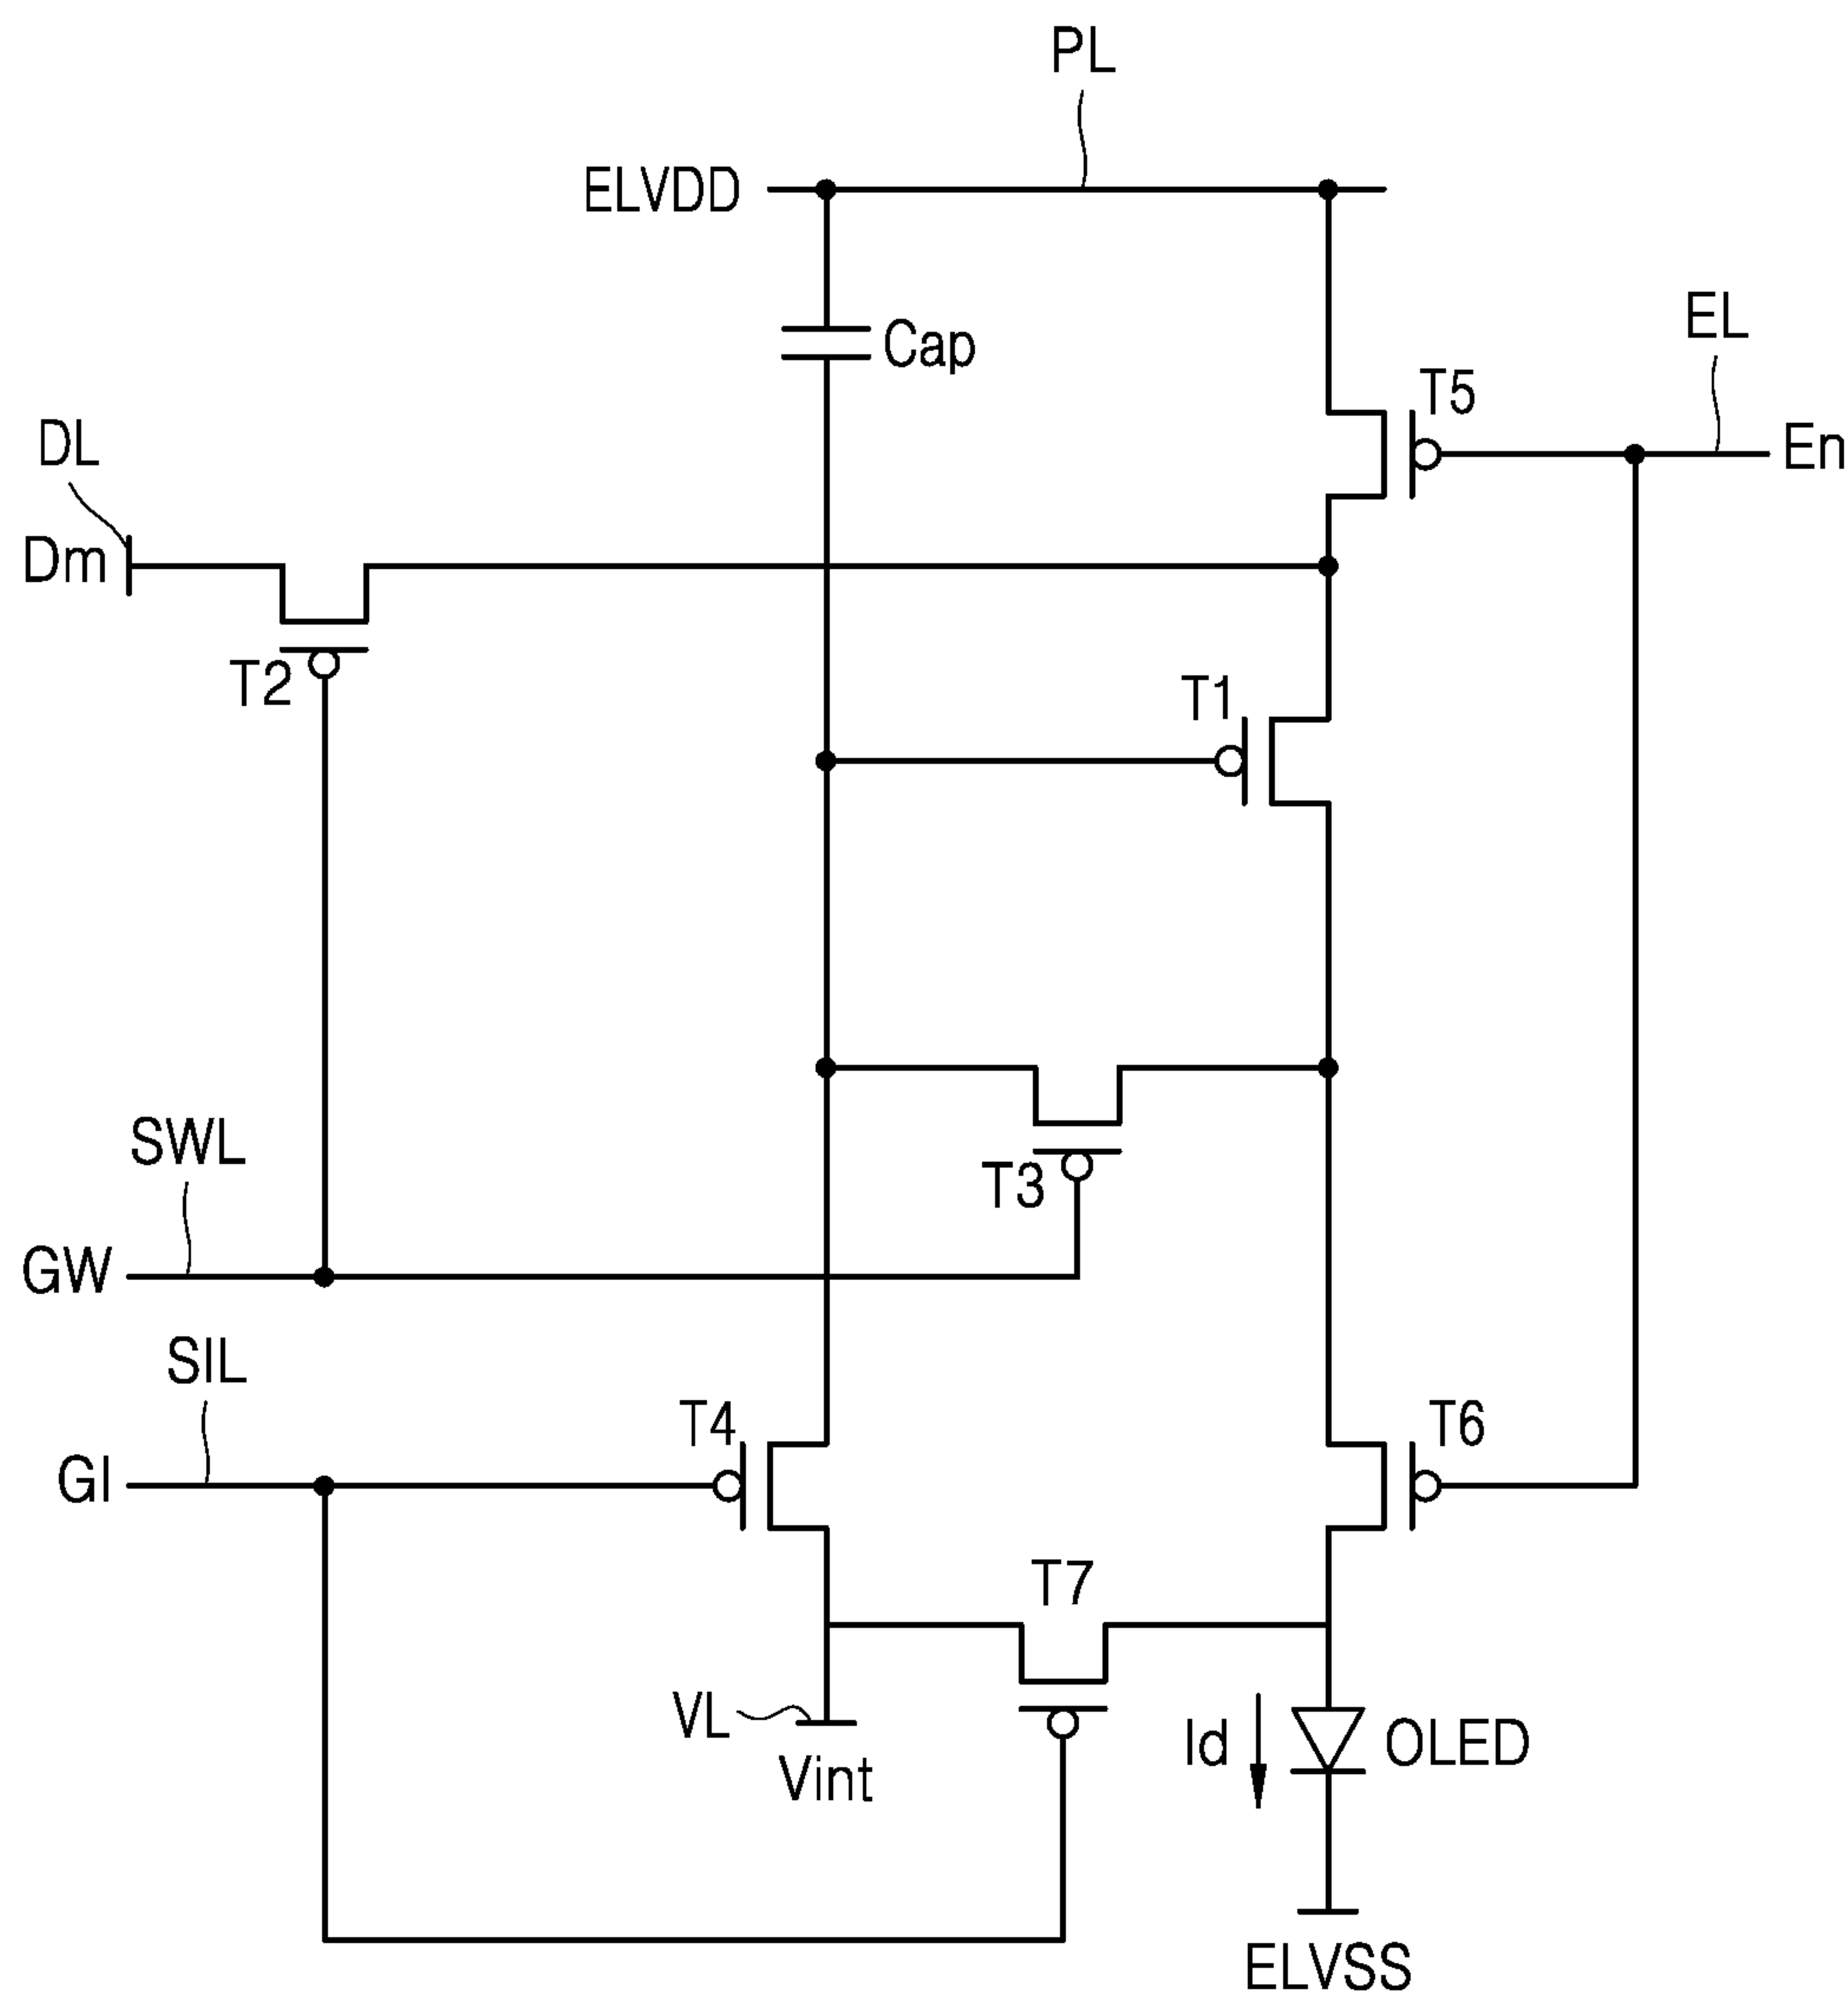 PL
ELVDD
Cap
EL
T5
En
DL
Dm
T2
T1
SWL
T3
GW
SIL
GI
T4
T6
T7
VL
Vint
Id
OLED
ELVSS